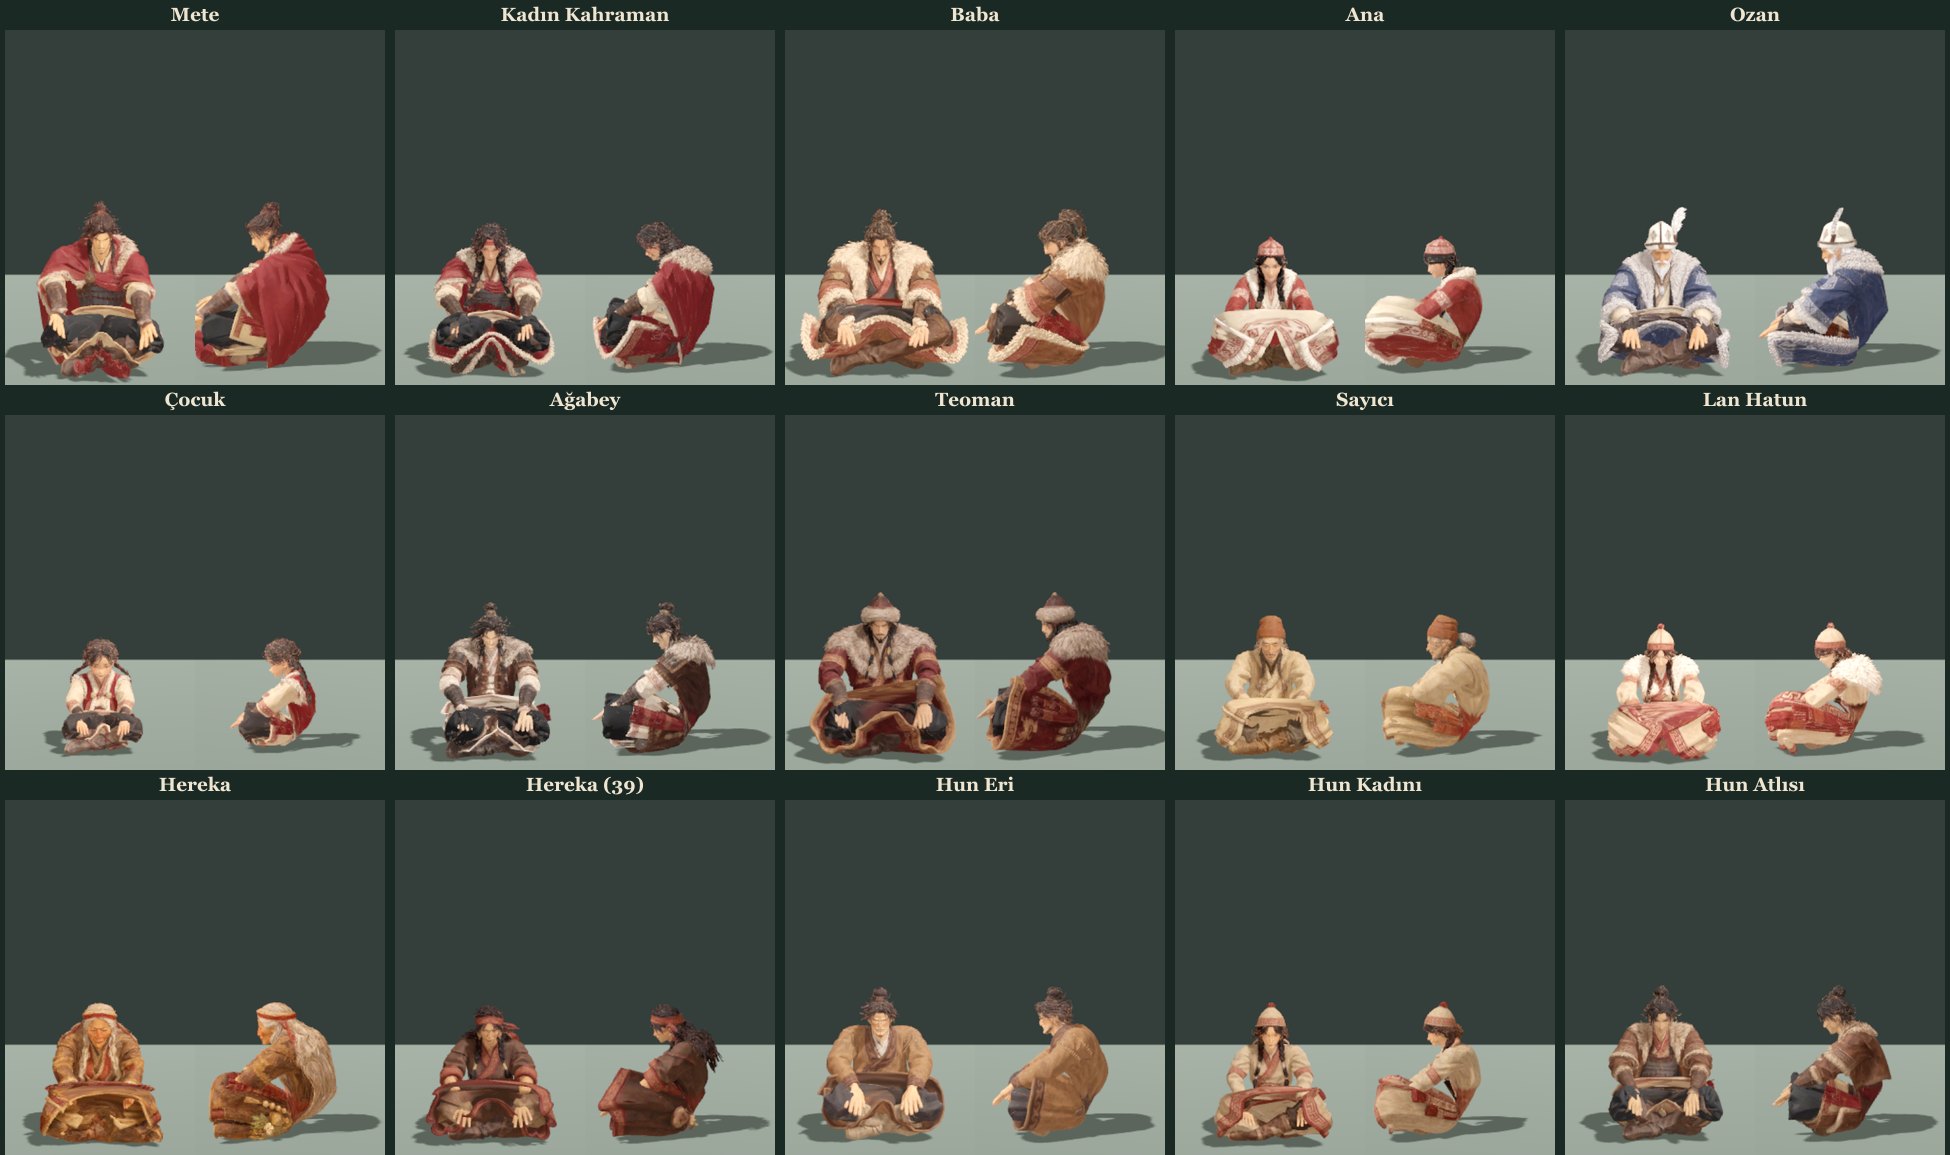 Mete
Kadın Kahraman
Baba
Ana
Ozan
Çocuk
Ağabey
Teoman
Sayıcı
Lan Hatun
Hereka
Hereka (39)
Hun Eri
Hun Kadını
Hun Atlısı